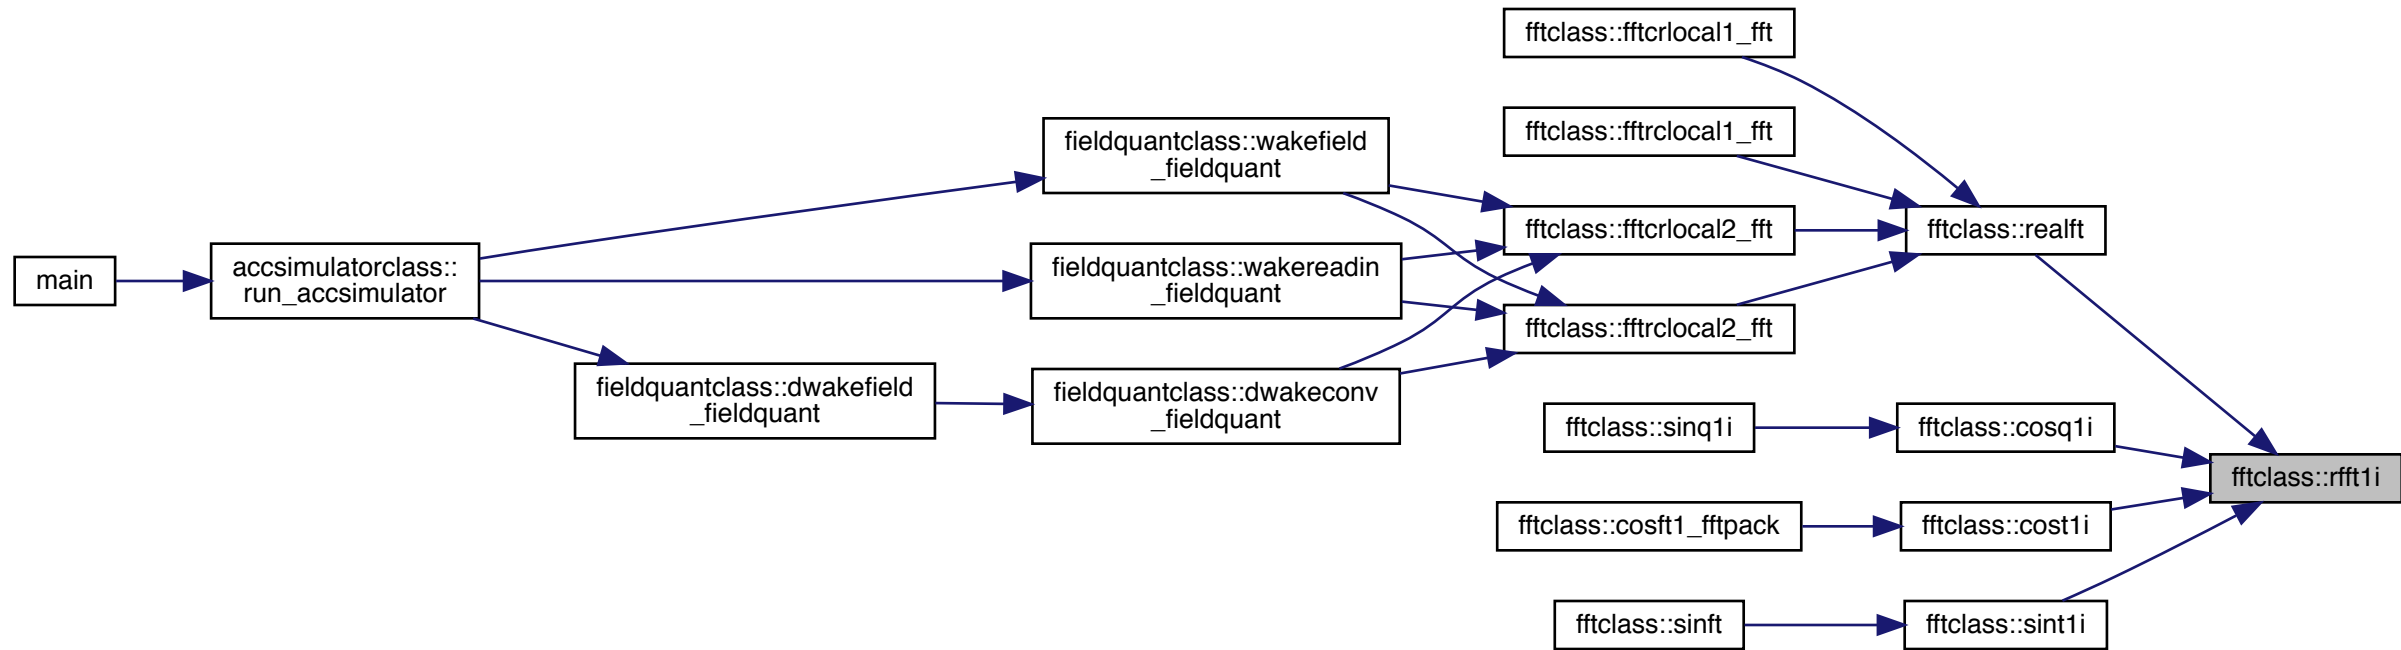 main
accsimulatorclass::
run_accsimulator
fieldquantclass::wakefield
_fieldquant
fieldquantclass::wakereadin
_fieldquant
fieldquantclass::dwakefield
_fieldquant
fieldquantclass::dwakeconv
_fieldquant
fftclass::fftcrlocal1_fft
fftclass::fftrclocal1_fft
fftclass::fftcrlocal2_fft
fftclass::fftrclocal2_fft
fftclass::sinq1i
fftclass::cosft1_fftpack
fftclass::sinft
fftclass::realft
fftclass::cosq1i
fftclass::cost1i
fftclass::sint1i
fftclass::rfft1i